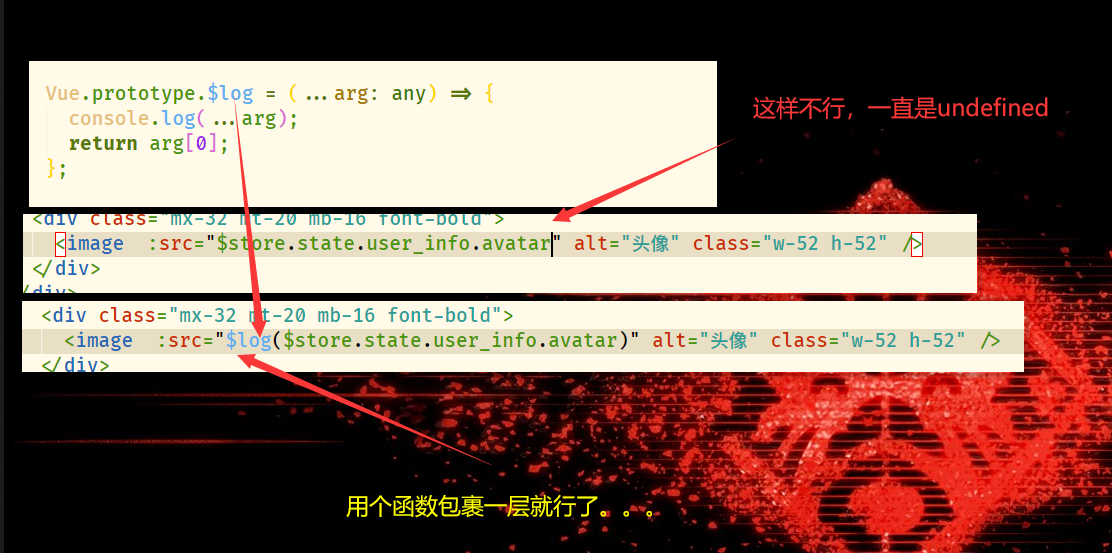 Vue.prototype.$log = (...arg: any) => {
console.log(...arg);
return arg[0];
};
这样不行，一直是undefined
<div class="mx-32 mt-20 mb-16 font-bold">
<image :src="$store.state.user_info.avatar" alt="头像" class="w-52 h-52" />
</div>
/div>
<div class="mx-32 mt-20 mb-16 font-bold">
<image :src="$log($store.state.user_info.avatar)" alt="头像" class="w-52 h-52" />
</div>
用个函数包裹一层就行了。。。